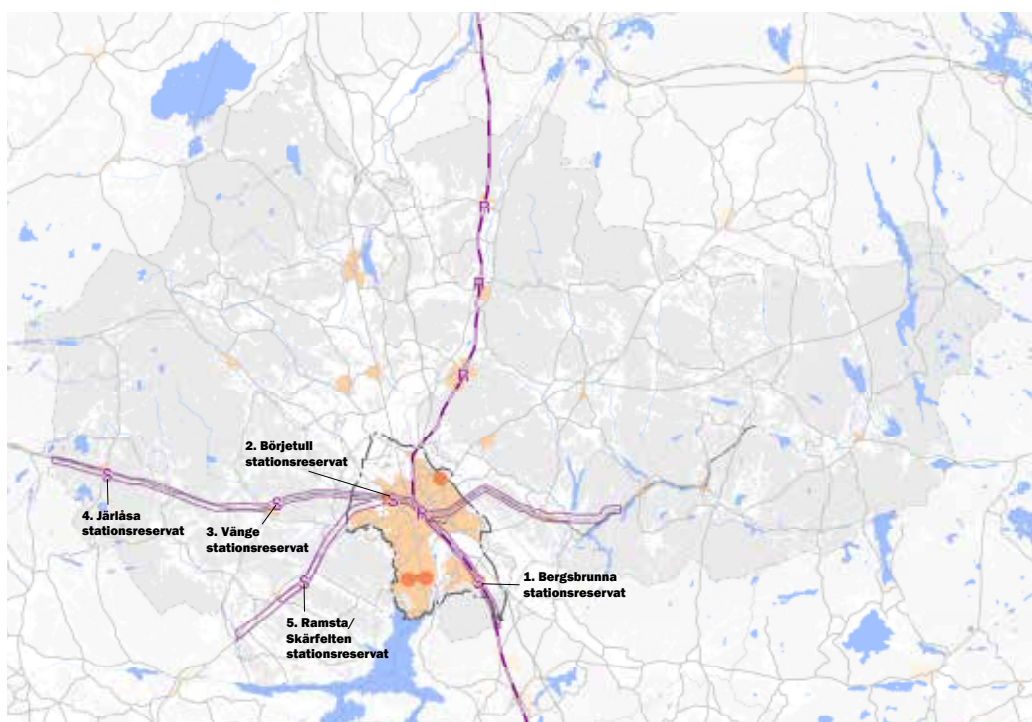 R
R
R
2. Börjetull
stationsreservat
S
S
S
R
4. Järlåsa
stationsreservat
3. Vänge
stationsreservat
S
S
1. Bergsbrunna
stationsreservat
5. Ramsta/
Skärfelten
stationsreservat